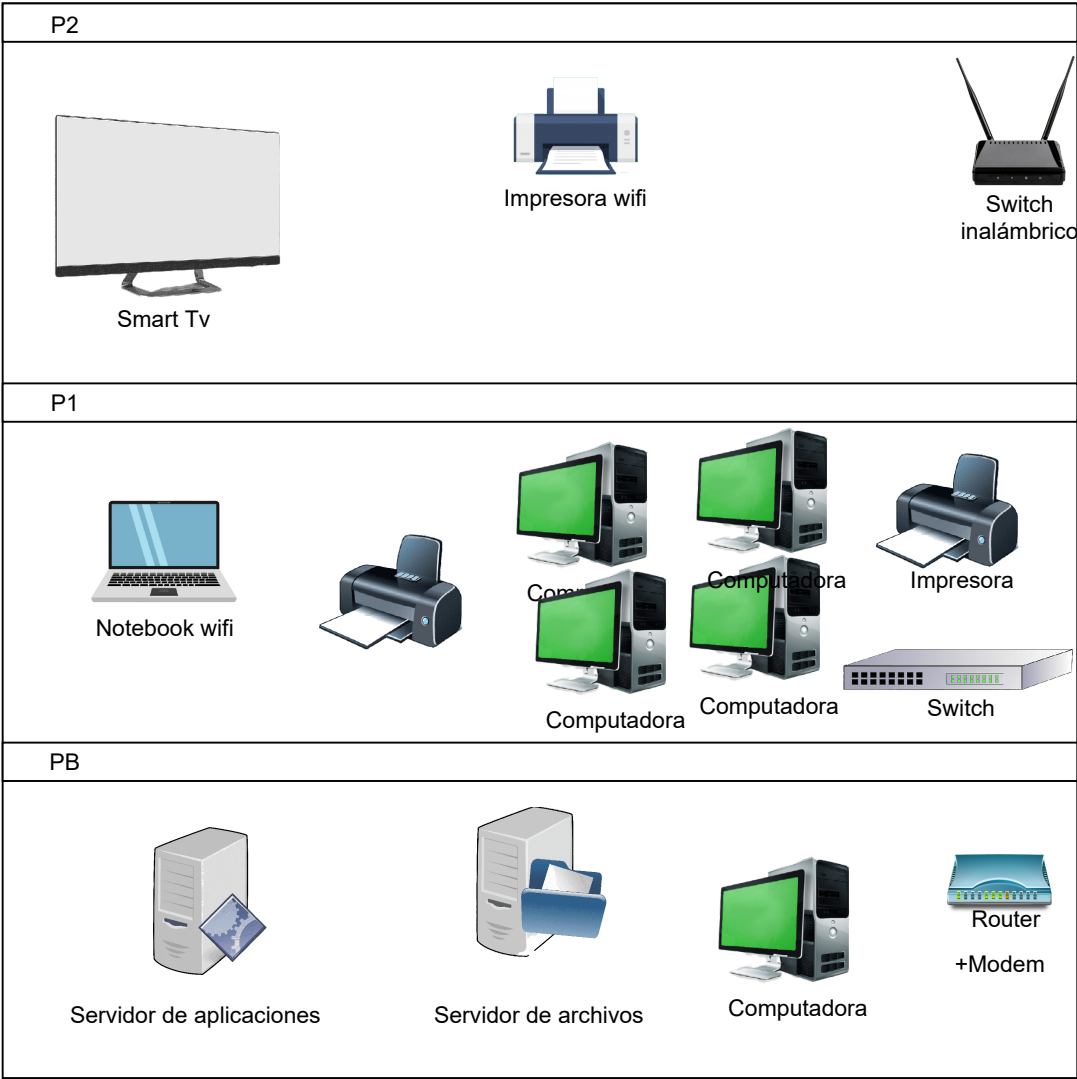 P2
Impresora wifi
Switch
inalámbrico
Smart Tv
P1
Computadora
Impresora
Notebook wifi
Computadora
Computadora
Switch
PB
Router
+Modem
Servidor de aplicaciones
Servidor de archivos
Computadora